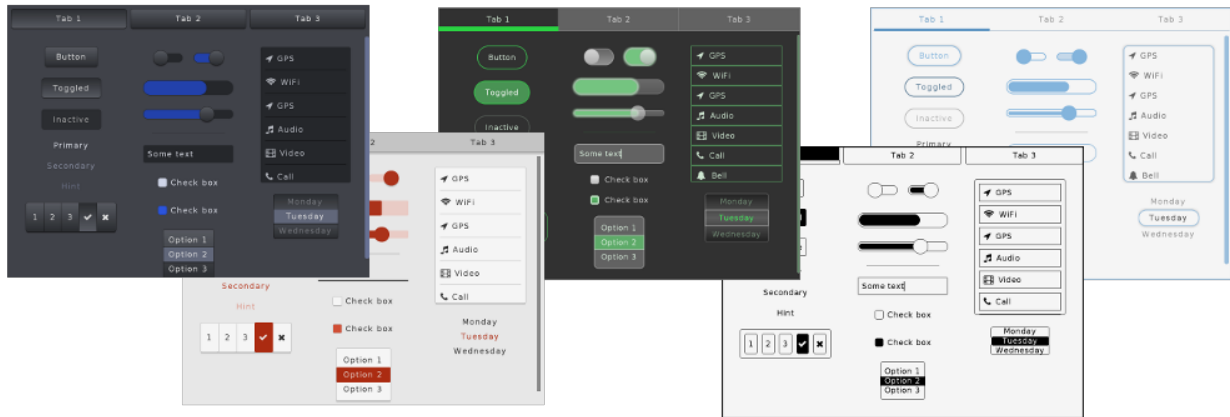 Tab 1
Tab 2
Tab 3
Button
Toggled
Inactive
Primary
Secondary
Hint
1 2 3
Some text
Check box
Check box
Option 1
Option 2
Option 3
GPS
WiFi
GPS
Audio
Video
Call
Monday
Tuesday
Wednesday
2
Tab 3
Secondary
Hint
1 2 3
Check box
Check box
Option 1
Option 2
Option 3
GPS
WiFi
GPS
Audio
Video
Call
Monday
Tuesday
Wednesday
Tab 1
Tab 2
Tab 3
Button
Toggled
Inactive
Some text
Check box
Check box
Option 1
Option 2
Option 3
GPS
WiFi
GPS
Audio
Video
Call
Bell
Monday
Tuesday
Wednesday
Tab 2
Tab 3
Secondary
Hint
1 2 3
Some text
Check box
Check box
Option 1
Option 2
Option 3
GPS
WiFi
GPS
Audio
Video
Call
Monday
Tuesday
Wednesday
Tab 1
Tab 2
Tab 3
Button
Toggled
Inactive
Primary
GPS
WiFi
GPS
Audio
Video
Call
Bell
Monday
Tuesday
Wednesday